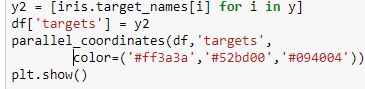 y2 = [iris.target_names[i] for i in y]
df['targets'] = y2
parallel_coordinates(df,'targets',
color=('#ff3a3a','#52bd00','#094004'))
plt.show()